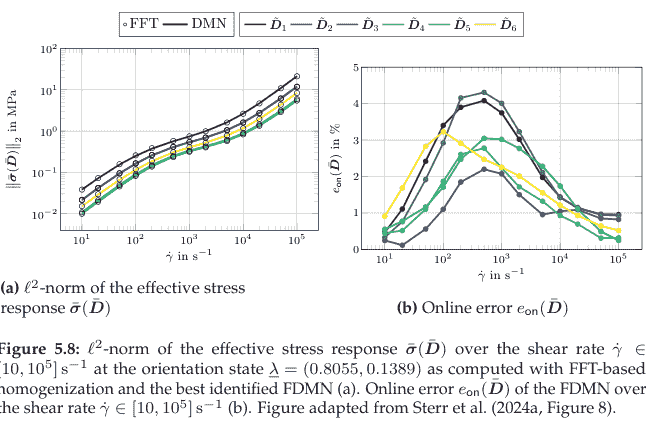 FFT DMN D̃₁ D̃₂ D̃₃ D̃₄ D̃₅ D̃₆
10² 10¹ 10⁰ 10⁻¹ 10⁻²
‖σ̄(D̄)‖₂ in MPa
10¹ 10² 10³ 10⁴ 10⁵
γ̇ in s⁻¹
(a) ℓ²-norm of the effective stress
response σ̄(D̄)
5 4 3 2 1 0
eon(D̄) in %
10¹ 10² 10³ 10⁴ 10⁵
γ̇ in s⁻¹
(b) Online error eon(D̄)
Figure 5.8: ℓ²-norm of the effective stress response σ̄(D̄) over the shear rate γ̇ ∈
[10, 10⁵] s⁻¹ at the orientation state λ = (0.8055, 0.1389) as computed with FFT-based
homogenization and the best identified FDMN (a). Online error eon(D̄) of the FDMN over
the shear rate γ̇ ∈ [10, 10⁵] s⁻¹ (b). Figure adapted from Sterr et al. (2024a, Figure 8).